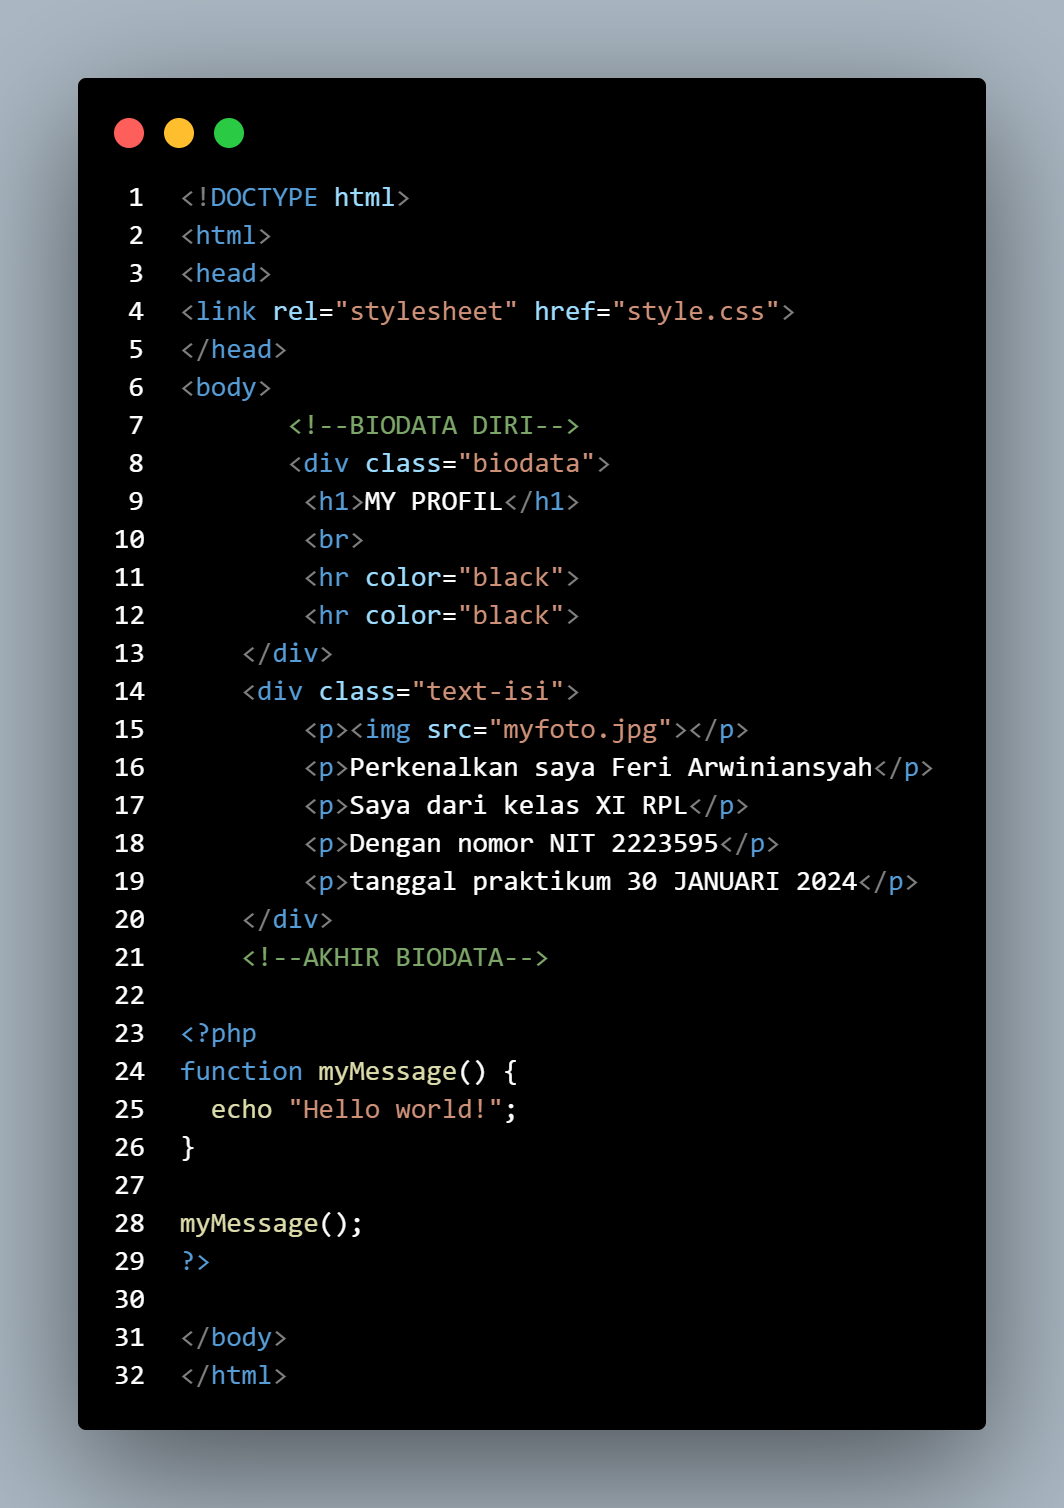 1 <!DOCTYPE html>
2 <html>
3 <head>
4 <link rel="stylesheet" href="style.css">
5 </head>
6 <body>
7        <!--BIODATA DIRI-->
8        <div class="biodata">
9         <h1>MY PROFIL</h1>
10         <br>
11         <hr color="black">
12         <hr color="black">
13     </div>
14     <div class="text-isi">
15         <p><img src="myfoto.jpg"></p>
16         <p>Perkenalkan saya Feri Arwiniansyah</p>
17         <p>Saya dari kelas XI RPL</p>
18         <p>Dengan nomor NIT 2223595</p>
19         <p>tanggal praktikum 30 JANUARI 2024</p>
20     </div>
21     <!--AKHIR BIODATA-->
22
23 <?php
24 function myMessage() {
25   echo "Hello world!";
26 }
27
28 myMessage();
29 ?>
30
31 </body>
32 </html>